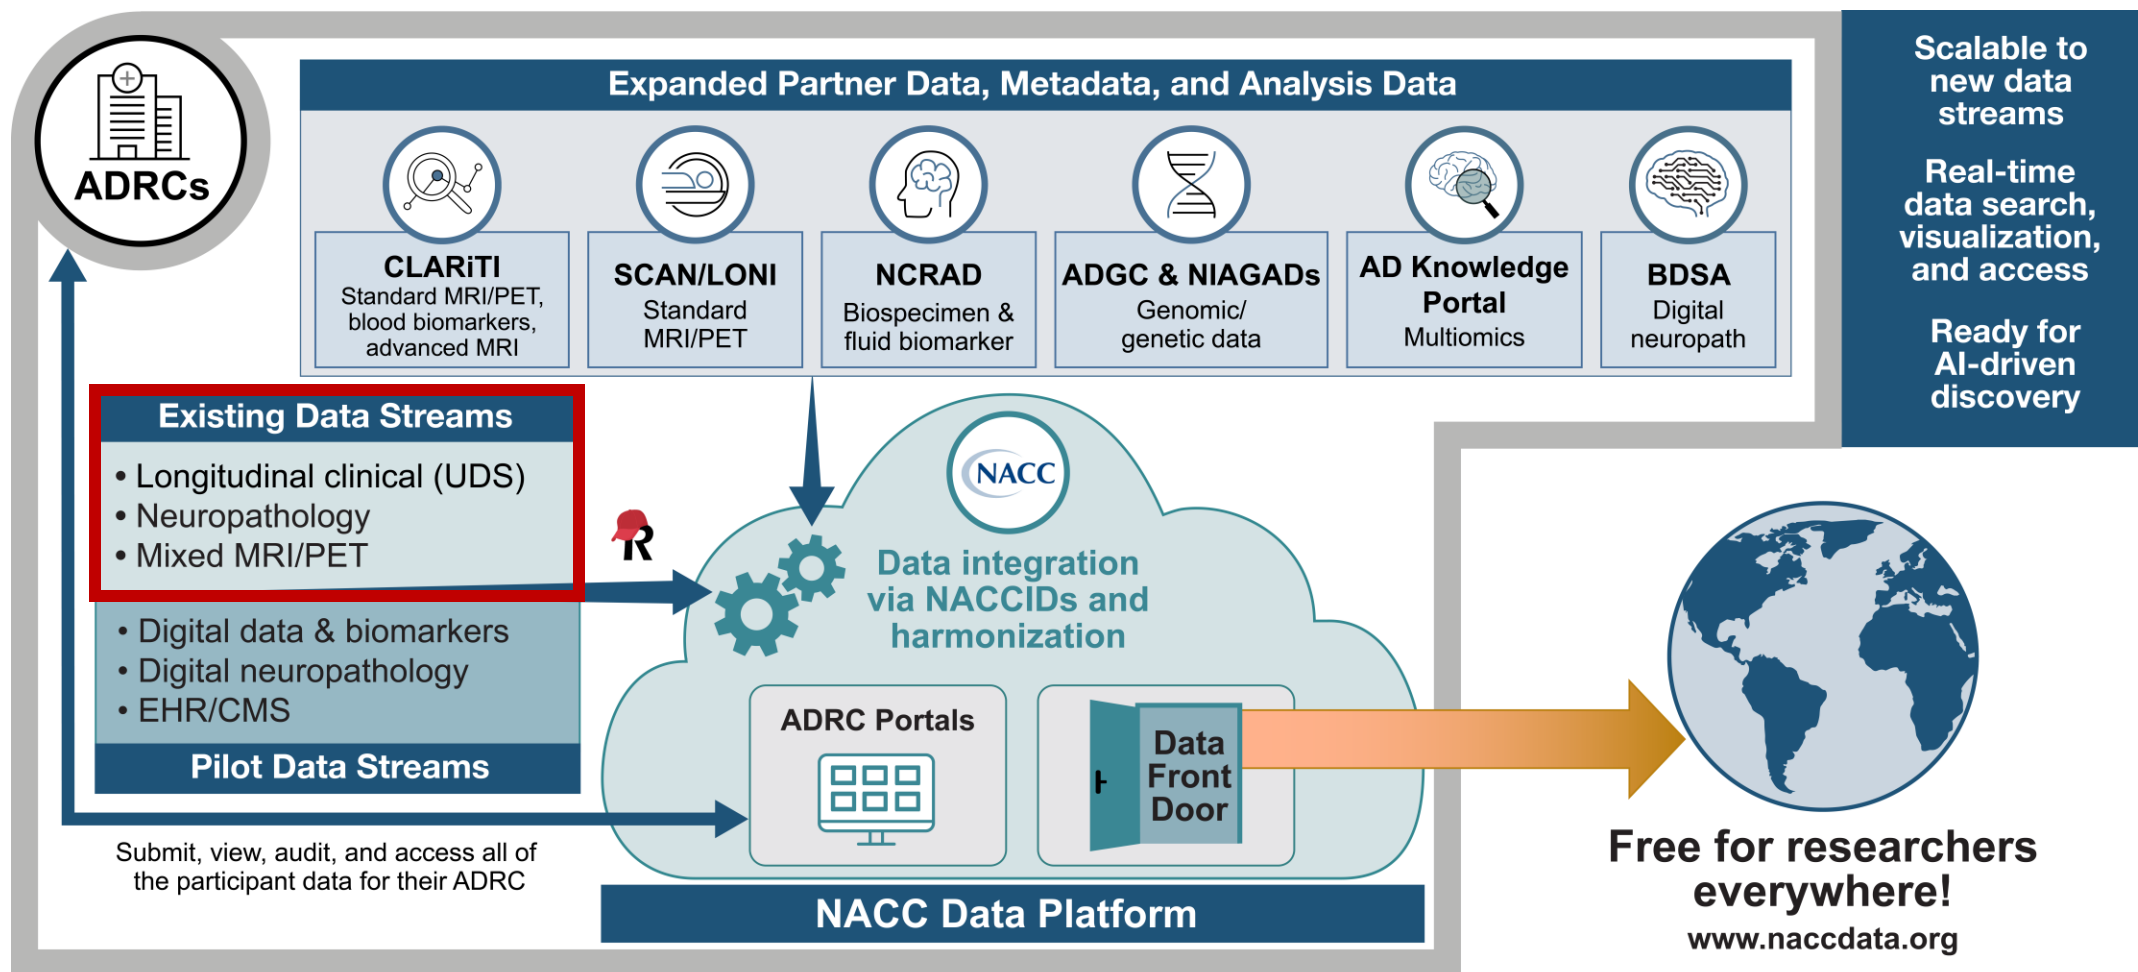 ADRCs
Expanded Partner Data, Metadata, and Analysis Data
CLARiTI
Standard MRI/PET,
blood biomarkers,
advanced MRI
SCAN/LONI
Standard
MRI/PET
NCRAD
Biospecimen &
fluid biomarker
ADGC & NIAGADs
Genomic/
genetic data
AD Knowledge
Portal
Multiomics
BDSA
Digital
neuropath
Scalable to
new data
streams
Real-time
data search,
visualization,
and access
Ready for
AI-driven
discovery
Existing Data Streams
• Longitudinal clinical (UDS)
• Neuropathology
• Mixed MRI/PET
• Digital data & biomarkers
• Digital neuropathology
• EHR/CMS
Pilot Data Streams
R
NACC
Data integration
via NACCIDs and
harmonization
ADRC Portals
Data
Front
Door
Submit, view, audit, and access all of
the participant data for their ADRC
NACC Data Platform
Free for researchers
everywhere!
www.naccdata.org